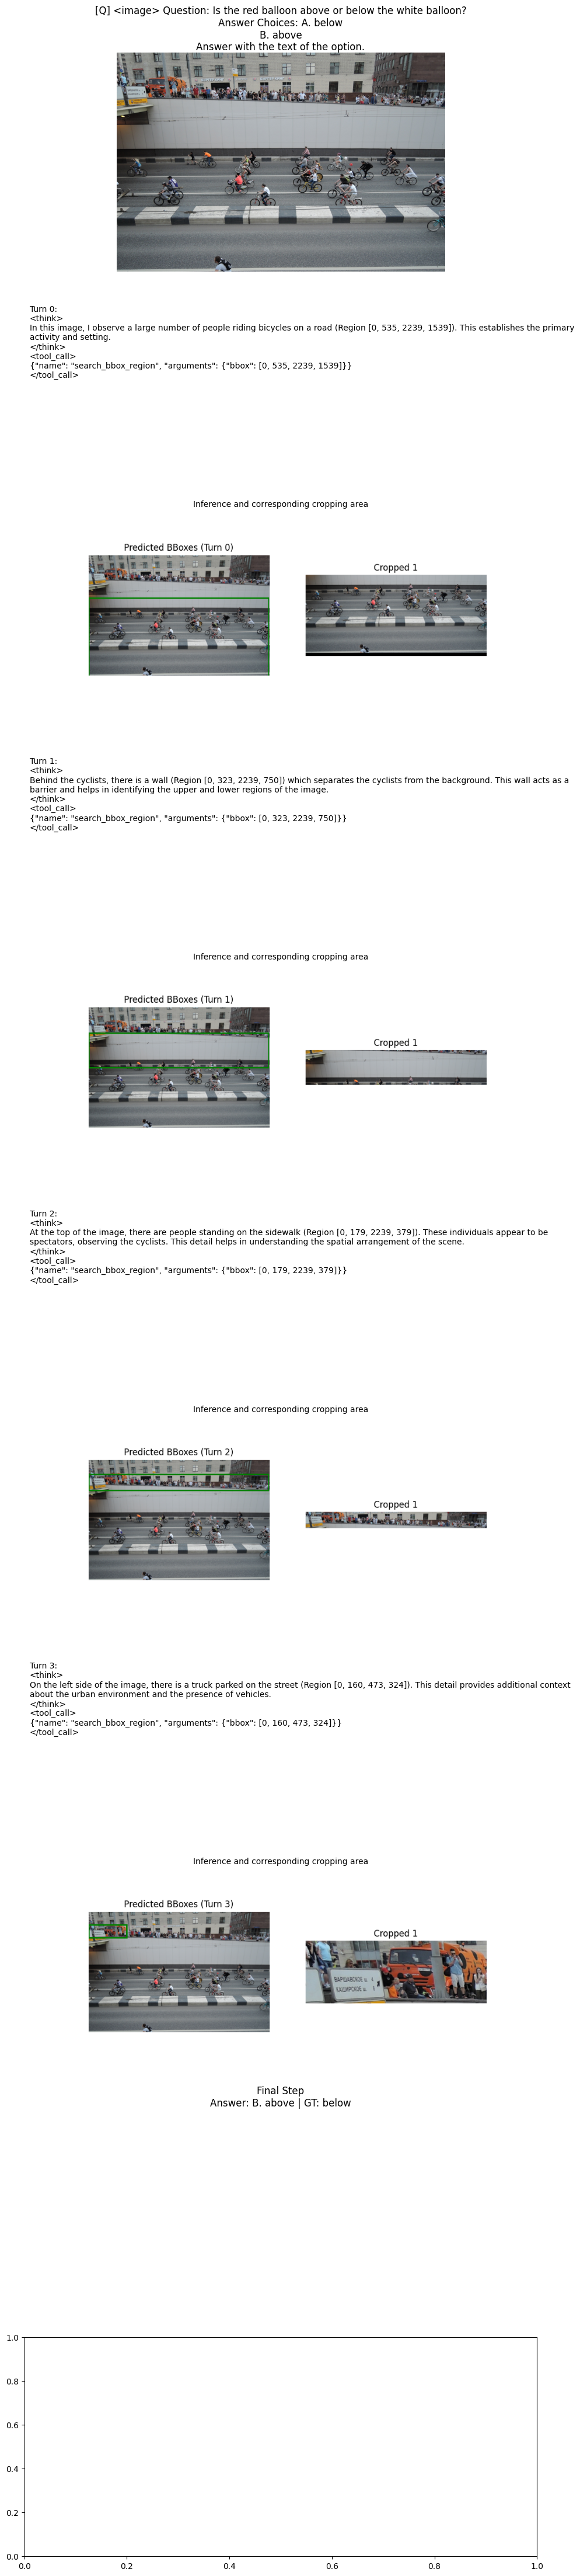 [Q] <image> Question: Is the red balloon above or below the white balloon?
Answer Choices: A. below
B. above
Answer with the text of the option.
Turn 0:
<think>
In this image, I observe a large number of people riding bicycles on a road (Region [0, 535, 2239, 1539]). This establishes the primary
activity and setting.
</think>
<tool_call>
{"name": "search_bbox_region", "arguments": {"bbox": [0, 535, 2239, 1539]}}
</tool_call>
Inference and corresponding cropping area
Predicted BBoxes (Turn 0)
Cropped 1
Turn 1:
<think>
Behind the cyclists, there is a wall (Region [0, 323, 2239, 750]) which separates the cyclists from the background. This wall acts as a
barrier and helps in identifying the upper and lower regions of the image.
</think>
<tool_call>
{"name": "search_bbox_region", "arguments": {"bbox": [0, 323, 2239, 750]}}
</tool_call>
Inference and corresponding cropping area
Predicted BBoxes (Turn 1)
Cropped 1
Turn 2:
<think>
At the top of the image, there are people standing on the sidewalk (Region [0, 179, 2239, 379]). These individuals appear to be
spectators, observing the cyclists. This detail helps in understanding the spatial arrangement of the scene.
</think>
<tool_call>
{"name": "search_bbox_region", "arguments": {"bbox": [0, 179, 2239, 379]}}
</tool_call>
Inference and corresponding cropping area
Predicted BBoxes (Turn 2)
Cropped 1
Turn 3:
<think>
On the left side of the image, there is a truck parked on the street (Region [0, 160, 473, 324]). This detail provides additional context
about the urban environment and the presence of vehicles.
</think>
<tool_call>
{"name": "search_bbox_region", "arguments": {"bbox": [0, 160, 473, 324]}}
</tool_call>
Inference and corresponding cropping area
Predicted BBoxes (Turn 3)
Cropped 1
ВАРШАВСКОЕ ш.
КАШИРСКОЕ ш.
Final Step
Answer: B. above | GT: below
1.0
0.8
0.6
0.4
0.2
0.0
0.0 0.2 0.4 0.6 0.8 1.0